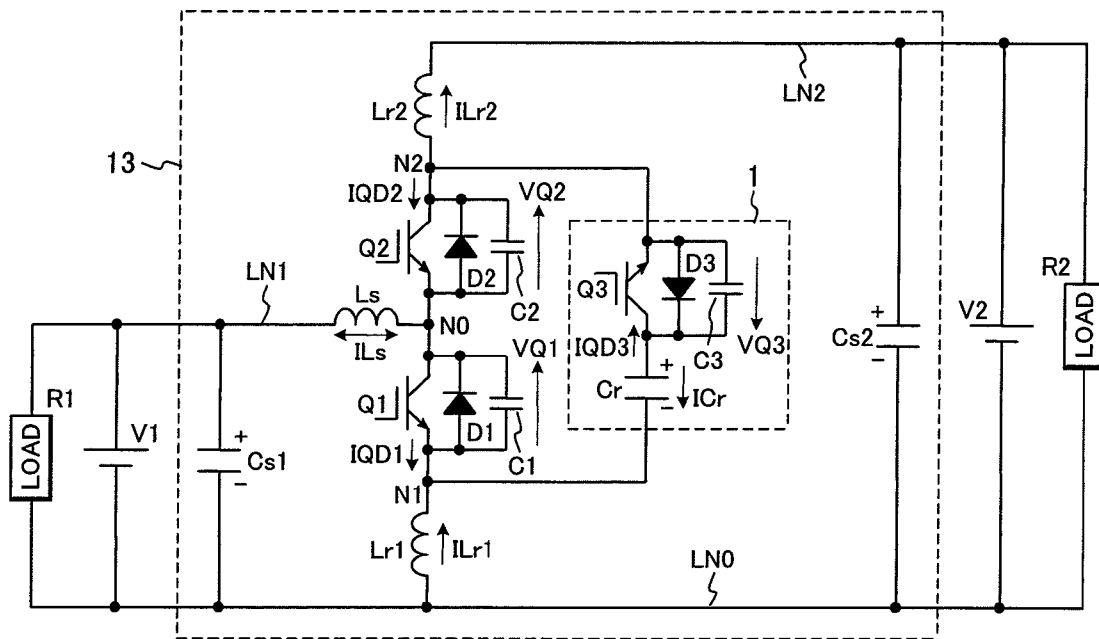 13
Lr2
ILr2
LN2
N2
1
IQD2
VQ2
Q2
D2
C2
Q3
D3
C3
VQ3
IQD3
LN1
Ls
ILs
N0
VQ1
Cr
+
-
ICr
Cs2
+
-
V2
R2
LOAD
R1
LOAD
V1
+
Cs1
-
Q1
IQD1
D1
C1
N1
Lr1
ILr1
LN0